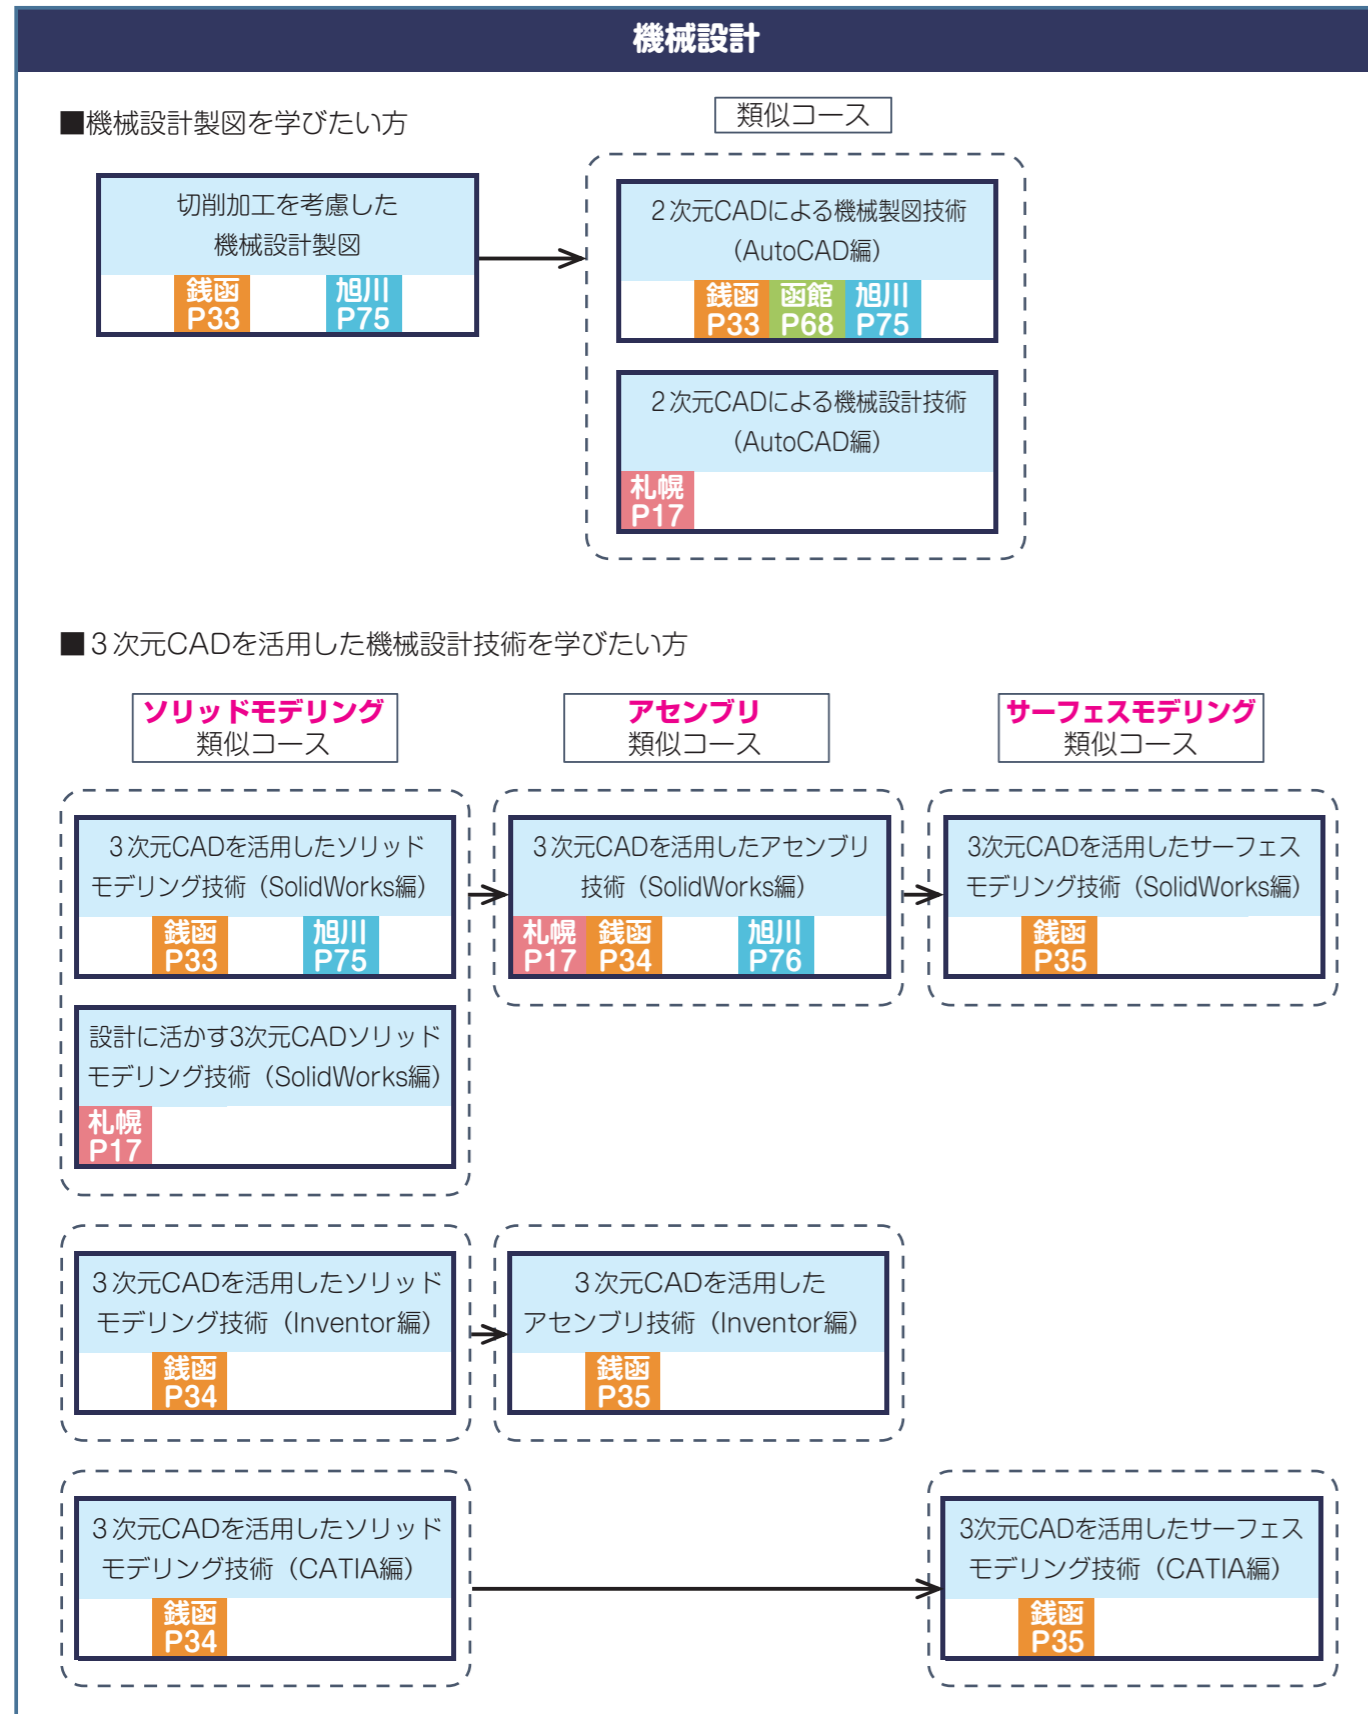 機械設計
■機械設計製図を学びたい方
類似コース
切削加工を考慮した
機械設計製図
銭函 旭川
P33 P75
２次元CADによる機械製図技術
（AutoCAD編）
銭函 函館 旭川
P33 P68 P75
２次元CADによる機械設計技術
（AutoCAD編）
札幌
P17
■３次元CADを活用した機械設計技術を学びたい方
ソリッドモデリング
類似コース
アセンブリ
類似コース
サーフェスモデリング
類似コース
３次元CADを活用したソリッド
モデリング技術（SolidWorks編）
銭函 旭川
P33 P75
３次元CADを活用したアセンブリ
技術（SolidWorks編）
札幌 銭函 旭川
P17 P34 P76
3次元CADを活用したサーフェス
モデリング技術（SolidWorks編）
銭函
P35
設計に活かす3次元CADソリッド
モデリング技術（SolidWorks編）
札幌
P17
３次元CADを活用したソリッド
モデリング技術（Inventor編）
銭函
P34
３次元CADを活用した
アセンブリ技術（Inventor編）
銭函
P35
３次元CADを活用したソリッド
モデリング技術（CATIA編）
銭函
P34
3次元CADを活用したサーフェス
モデリング技術（CATIA編）
銭函
P35